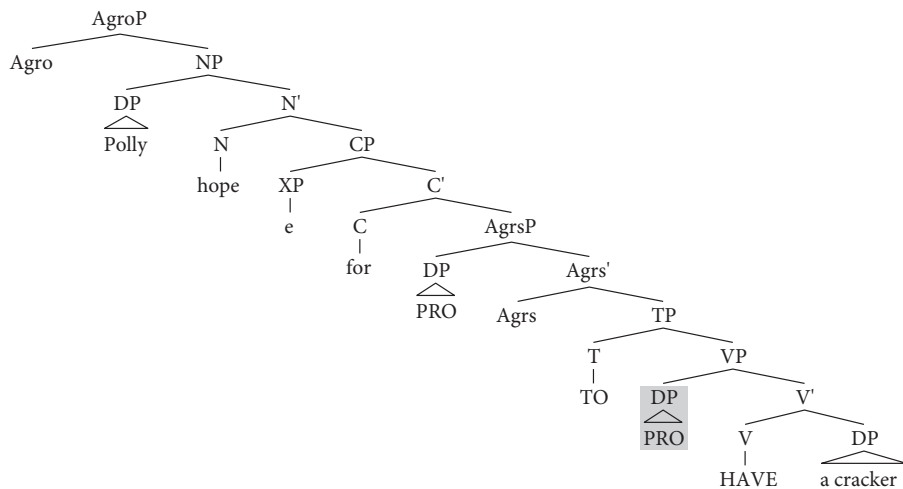 AgroP
Agro NP
DP N'
Polly N CP
hope XP C'
e C AgrsP
for DP Agrs'
PRO Agrs TP
T VP
TO DP V'
PRO V DP
HAVE a cracker